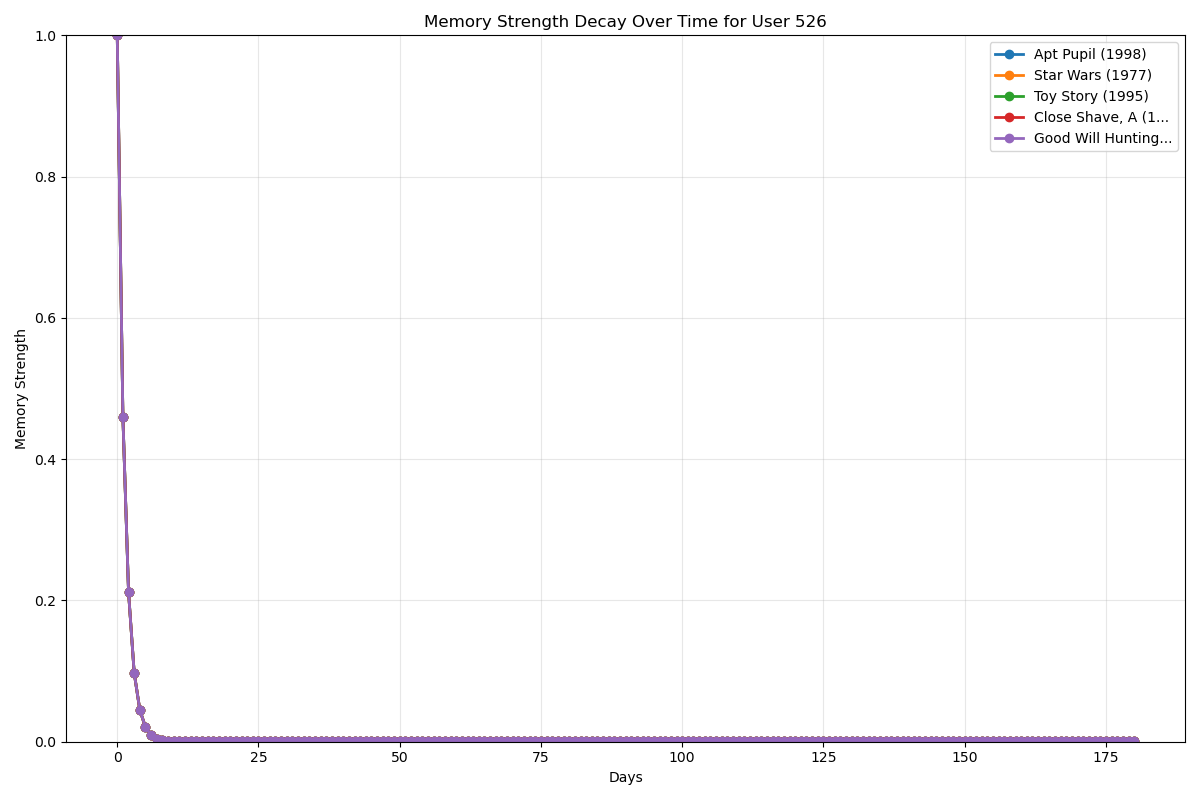 Memory Strength Decay Over Time for User 526
Apt Pupil (1998)
Star Wars (1977)
Toy Story (1995)
Close Shave, A (1...
Good Will Hunting...
Memory Strength
1.0
0.8
0.6
0.4
0.2
0.0
0 25 50 75 100 125 150 175
Days